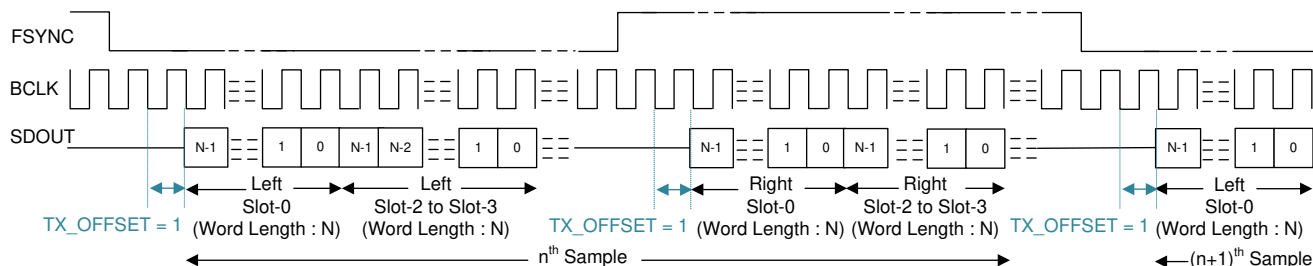 FSYNC
BCLK
SDOUT
N-1 1 0 N-1 N-2 1 0 N-1 1 0 N-1 1 0 N-1 1 0
TX_OFFSET = 1
Left
Slot-0
(Word Length : N)
Left
Slot-2 to Slot-3
(Word Length : N)
TX_OFFSET = 1
Right
Slot-0
(Word Length : N)
Right
Slot-2 to Slot-3
(Word Length : N)
TX_OFFSET = 1
Left
Slot-0
(Word Length : N)
nth Sample
(n+1)th Sample